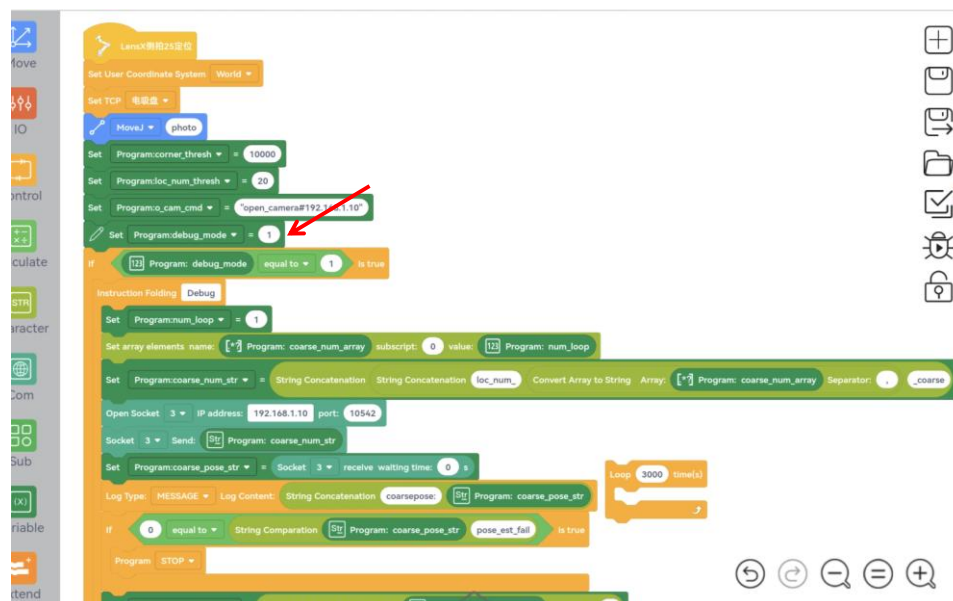 LensX侧拍25定位
Set User Coordinate System World
Set TCP 电吸盘
MoveJ photo
Set Program:corner_thresh = 10000
Set Program:loc_num_thresh = 20
Set Program:o_cam_cmd = "open_camera#192.168.1.10"
Set Program:debug_mode = 1
If 123 Program: debug_mode equal to 1 is true
Instruction Folding Debug
Set Program:num_loop = 1
Set array elements name: [*?] Program: coarse_num_array subscript: 0 value: 123 Program: num_loop
Set Program:coarse_num_str = String Concatenation String Concatenation loc_num_ Convert Array to String Array: [*?] Program: coarse_num_array Separator: , _coarse
Open Socket 3 IP address: 192.168.1.10 port: 10542
Socket 3 Send: Str Program: coarse_num_str
Set Program:coarse_pose_str = Socket 3 receive waiting time: 0 s
Log Type: MESSAGE Log Content: String Concatenation coarsepose: Str Program: coarse_pose_str
If 0 equal to String Comparation Str Program: coarse_pose_str pose_est_fail is true
Program STOP
Loop 3000 time(s)
Move
IO
ontrol
culate
STR
aracter
Com
Sub
(x)
riable
xtend